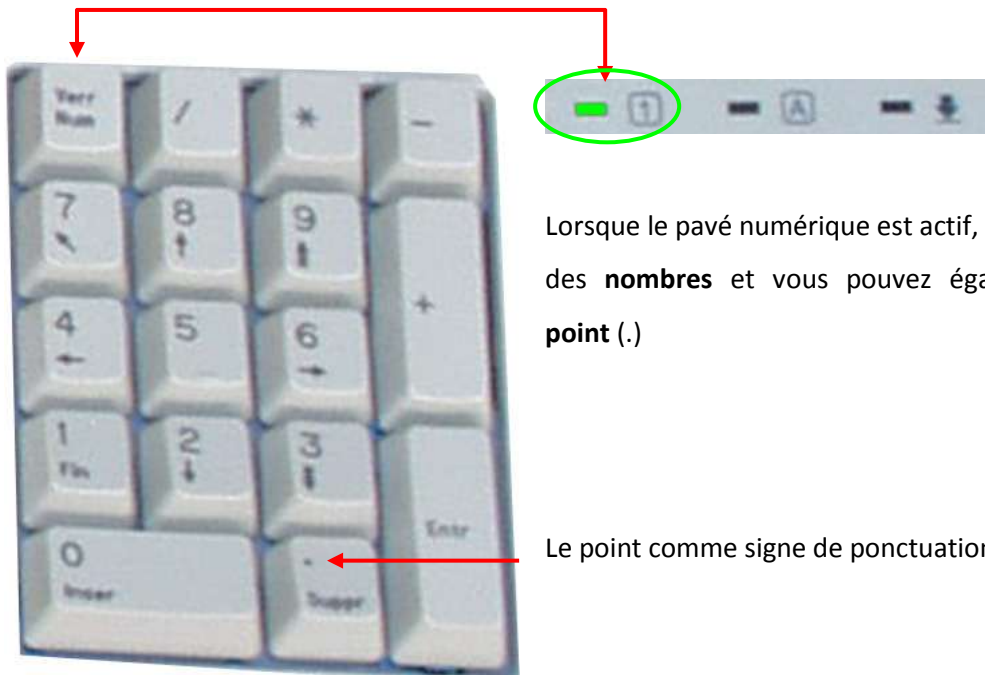 Verr
Num
/
*
-
1
A
7
8
9
+
Lorsque le pavé numérique est actif,
des nombres et vous pouvez éga
point (.)
4
5
6
1
Fin
2
3
Entr
0
Inser
.
Suppr
Le point comme signe de ponctuation